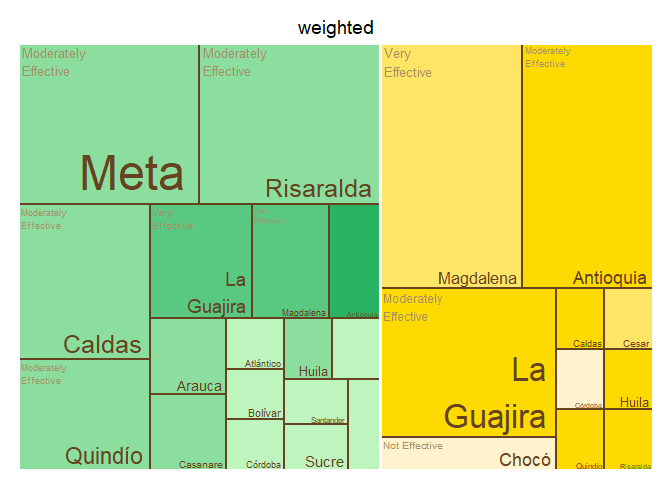 weighted
Moderately
Effective
Meta
Moderately
Effective
Risaralda
Very
Effective
Magdalena
Moderately
Effective
Antioquia
Moderately
Effective
Caldas
Very
Effective
La
Guajira
Very
Effective
Magdalena
Antioquia
Moderately
Effective
Quindío
Arauca
Casanare
Atlántico
Bolívar
Córdoba
Huila
Santander
Sucre
Moderately
Effective
La
Guajira
Caldas
Cesar
Córdoba
Huila
Not Effective
Chocó
Quindío
Risaralda